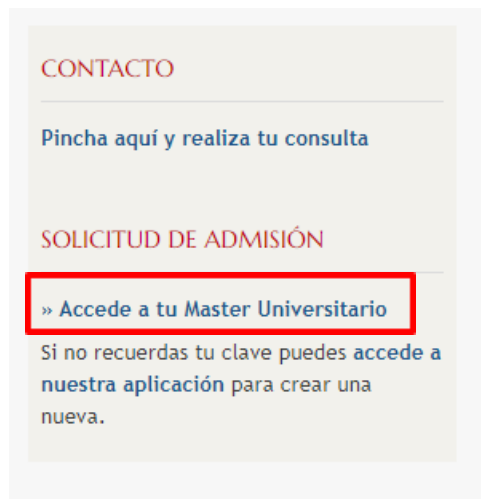 CONTACTO
Pincha aquí y realiza tu consulta
SOLICITUD DE ADMISIÓN
» Accede a tu Master Universitario
Si no recuerdas tu clave puedes accede a
nuestra aplicación para crear una
nueva.